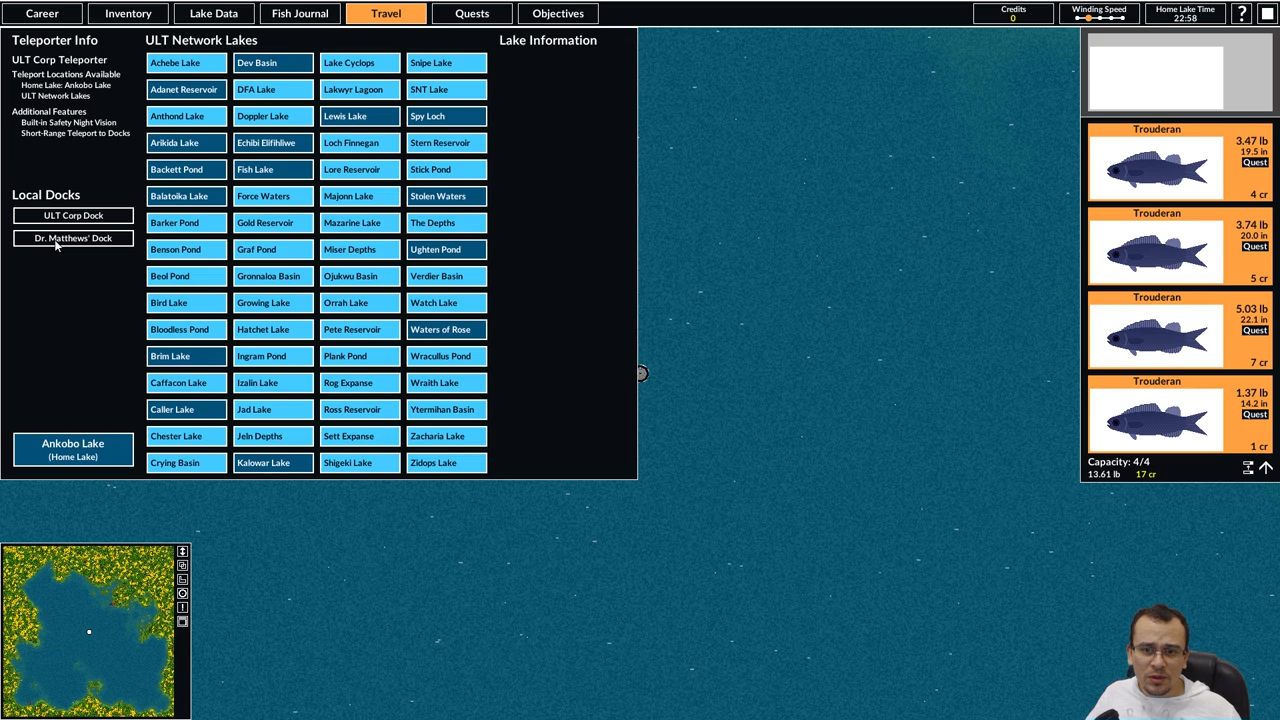 Career
Inventory
Lake Data
Fish Journal
Travel
Quests
Objectives
Credits
0
Winding Speed
Home Lake Time
22:58
?
Teleporter Info
ULT Corp Teleporter
Teleport Locations Available
Home Lake: Ankobo Lake
ULT Network Lakes
Additional Features
Built-in Safety Night Vision
Short-Range Teleport to Docks
Local Docks
ULT Corp Dock
Dr. Matthews' Dock
Ankobo Lake
(Home Lake)
ULT Network Lakes
Achebe Lake
Dev Basin
Lake Cyclops
Snipe Lake
Adanet Reservoir
DFA Lake
Lakwyr Lagoon
SNT Lake
Anthond Lake
Doppler Lake
Lewis Lake
Spy Loch
Arikida Lake
Echibi Elifihliwe
Loch Finnegan
Stern Reservoir
Backett Pond
Fish Lake
Lore Reservoir
Stick Pond
Balatoika Lake
Force Waters
Majonn Lake
Stolen Waters
Barker Pond
Gold Reservoir
Mazarine Lake
The Depths
Benson Pond
Graf Pond
Miser Depths
Ughten Pond
Beol Pond
Gronnaloa Basin
Ojukwu Basin
Verdier Basin
Bird Lake
Growing Lake
Orrah Lake
Watch Lake
Bloodless Pond
Hatchet Lake
Pete Reservoir
Waters of Rose
Brim Lake
Ingram Pond
Plank Pond
Wracullus Pond
Caffacon Lake
Izalin Lake
Rog Expanse
Wraith Lake
Caller Lake
Jad Lake
Ross Reservoir
Ytermihan Basin
Chester Lake
Jeln Depths
Sett Expanse
Zacharia Lake
Crying Basin
Kalowar Lake
Shigeki Lake
Zidops Lake
Lake Information
Trouderan
3.47 lb
19.5 in
Quest
4 cr
Trouderan
3.74 lb
20.0 in
Quest
5 cr
Trouderan
5.03 lb
22.1 in
Quest
7 cr
Trouderan
1.37 lb
14.2 in
Quest
1 cr
Capacity: 4/4
13.61 lb 17 cr